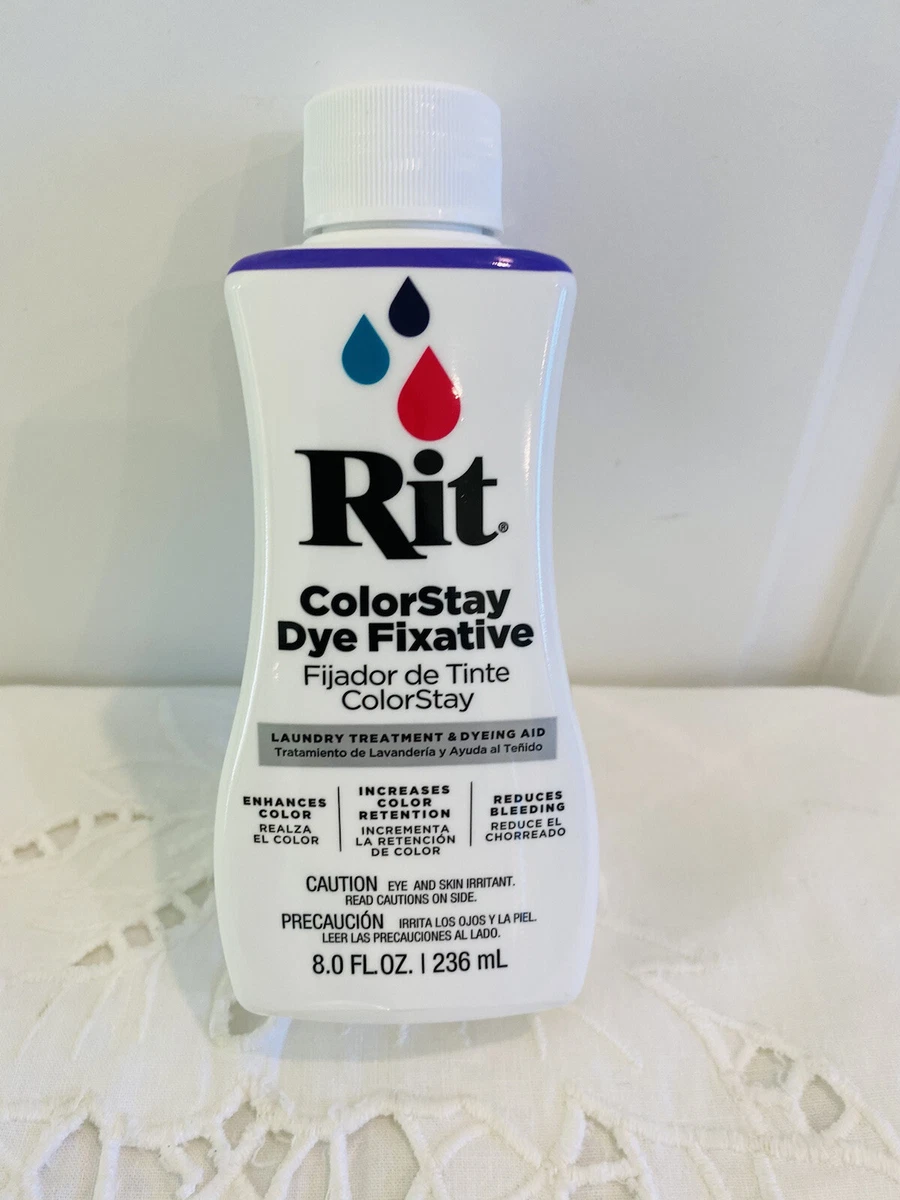 Rit®
ColorStay
Dye Fixative
Fijador de Tinte
ColorStay
LAUNDRY TREATMENT & DYEING AID
Tratamiento de Lavandería y Ayuda al Teñido
ENHANCES
COLOR
REALZA
EL COLOR
INCREASES
COLOR
RETENTION
INCREMENTA
LA RETENCIÓN
DE COLOR
REDUCES
BLEEDING
REDUCE EL
CHORREADO
CAUTION EYE AND SKIN IRRITANT.
READ CAUTIONS ON SIDE.
PRECAUCIÓN IRRITA LOS OJOS Y LA PIEL.
LEER LAS PRECAUCIONES AL LADO.
8.0 FL.OZ. | 236 mL